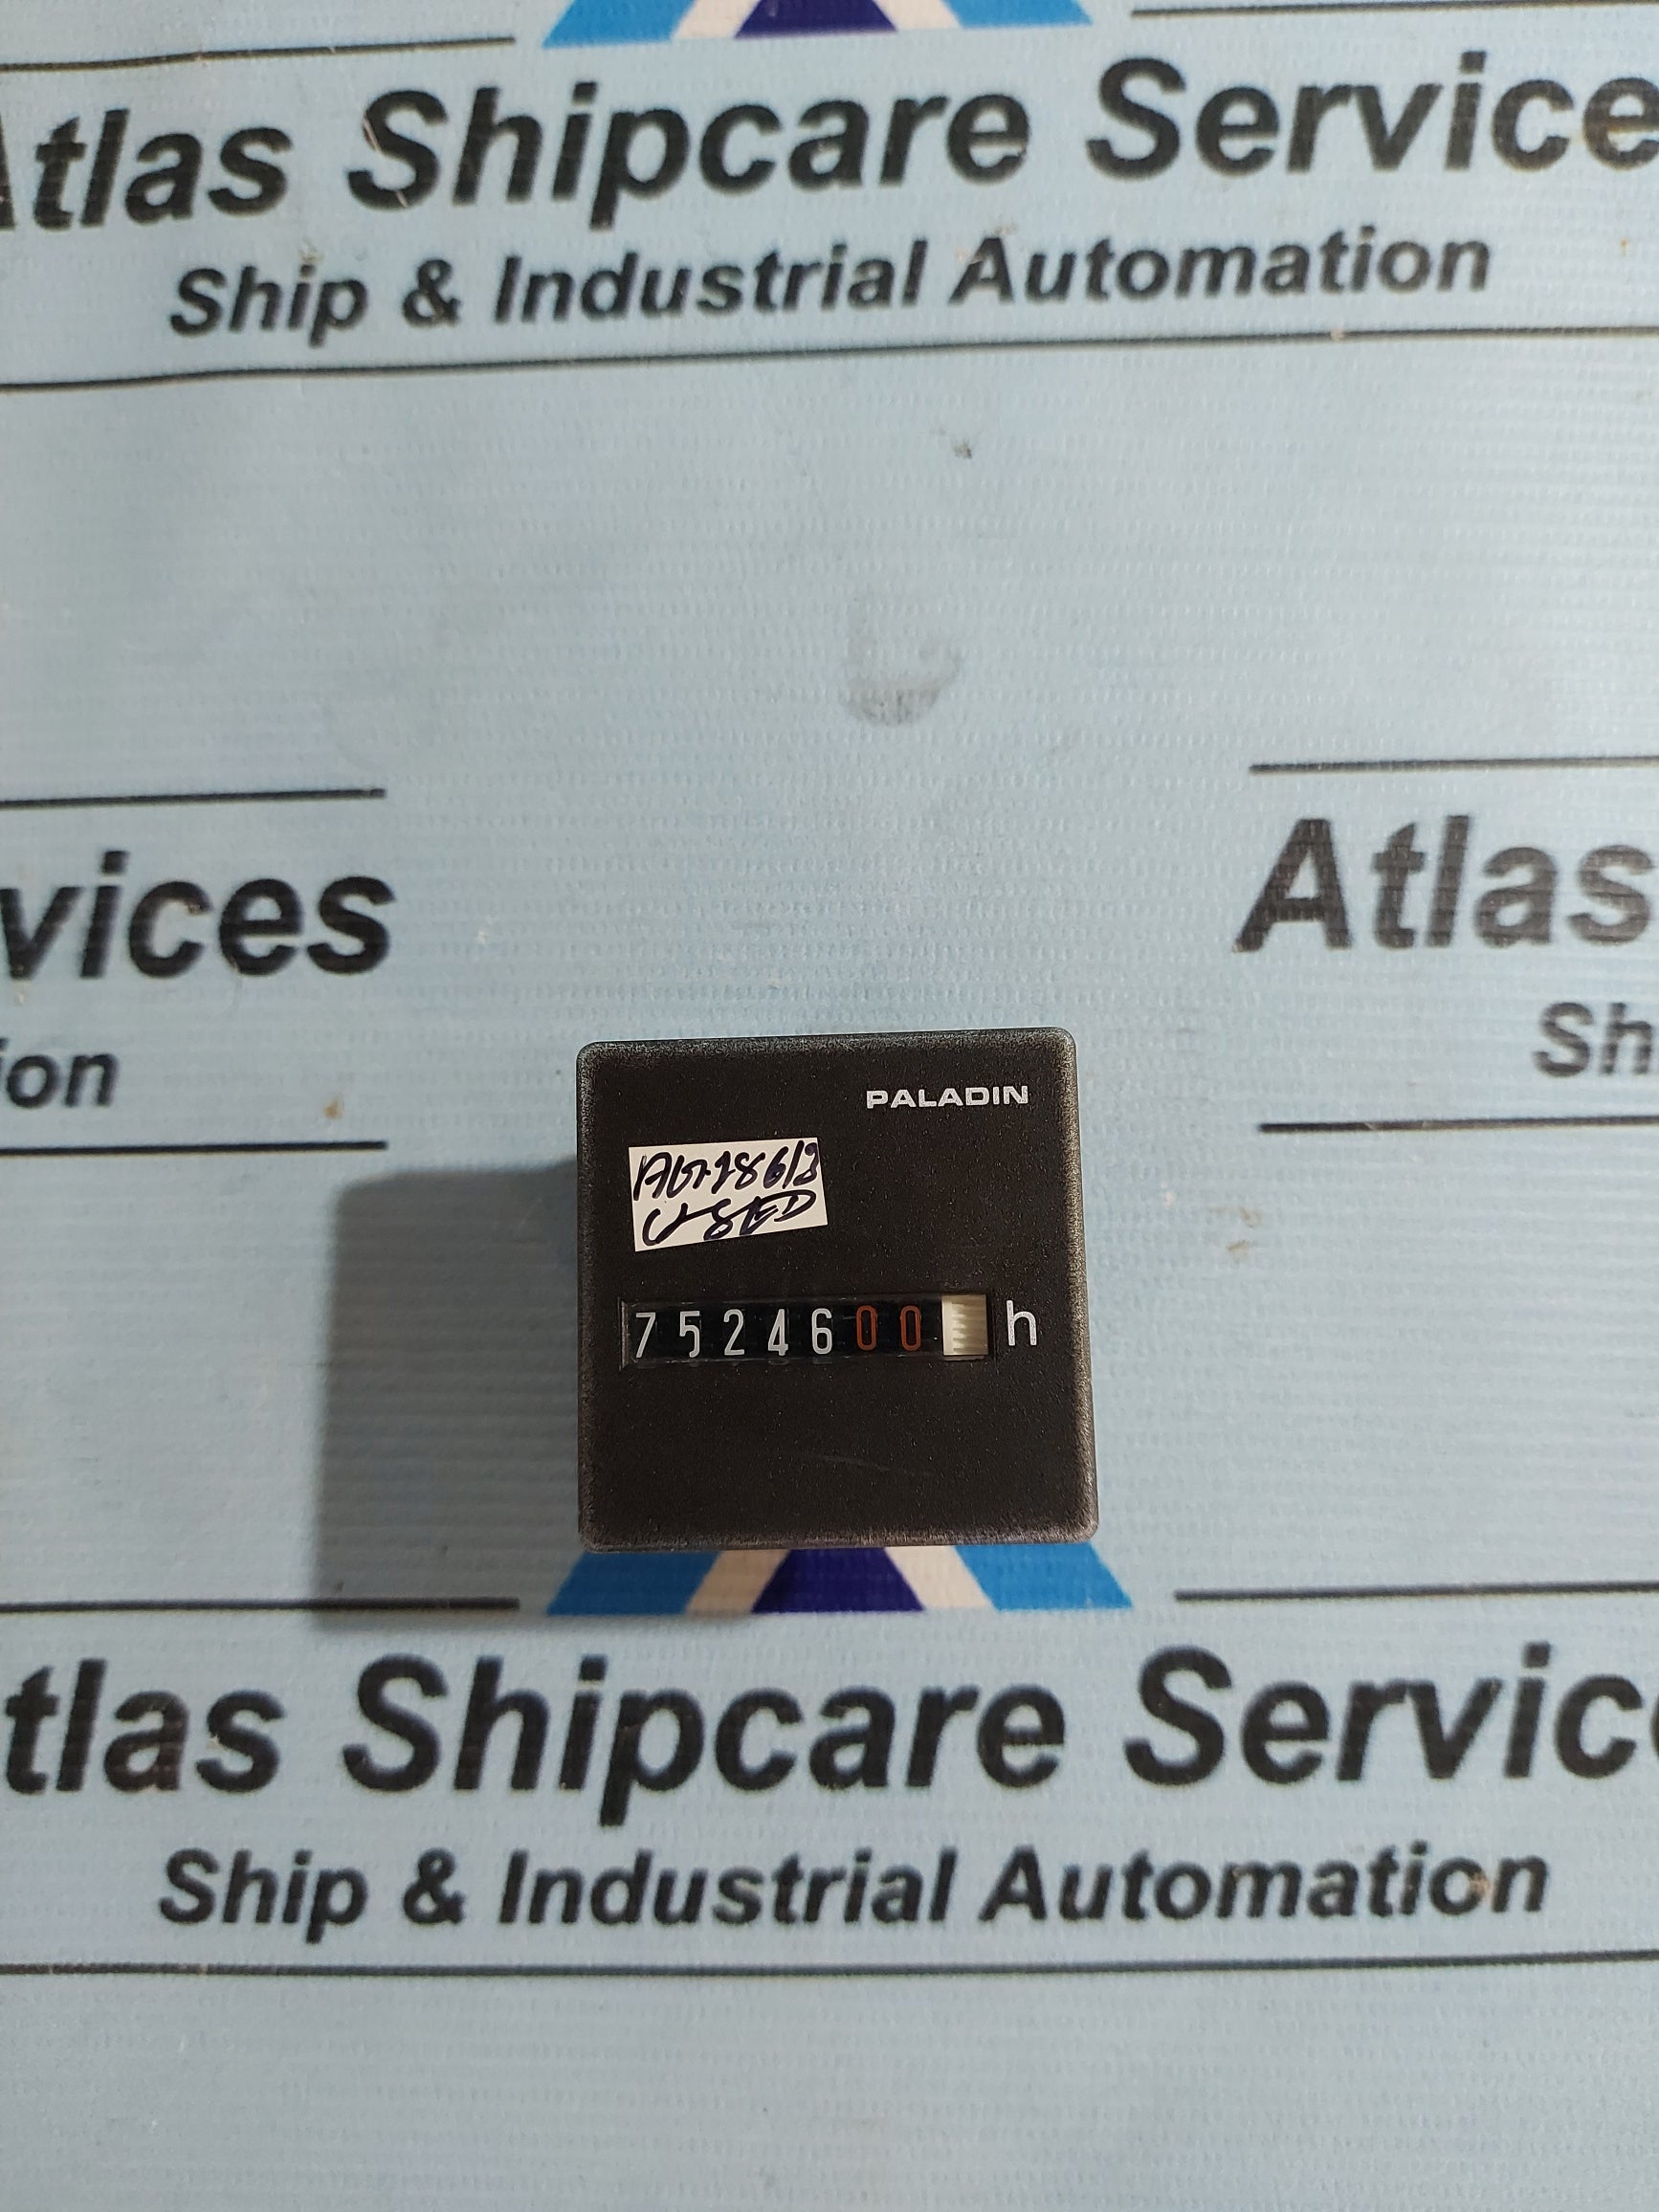 Atlas Shipcare Service
Ship & Industrial Automation
vices
ion
Atlas
Sh
PALADIN
USED
7524600 h
tlas Shipcare Servic
Ship & Industrial Automation